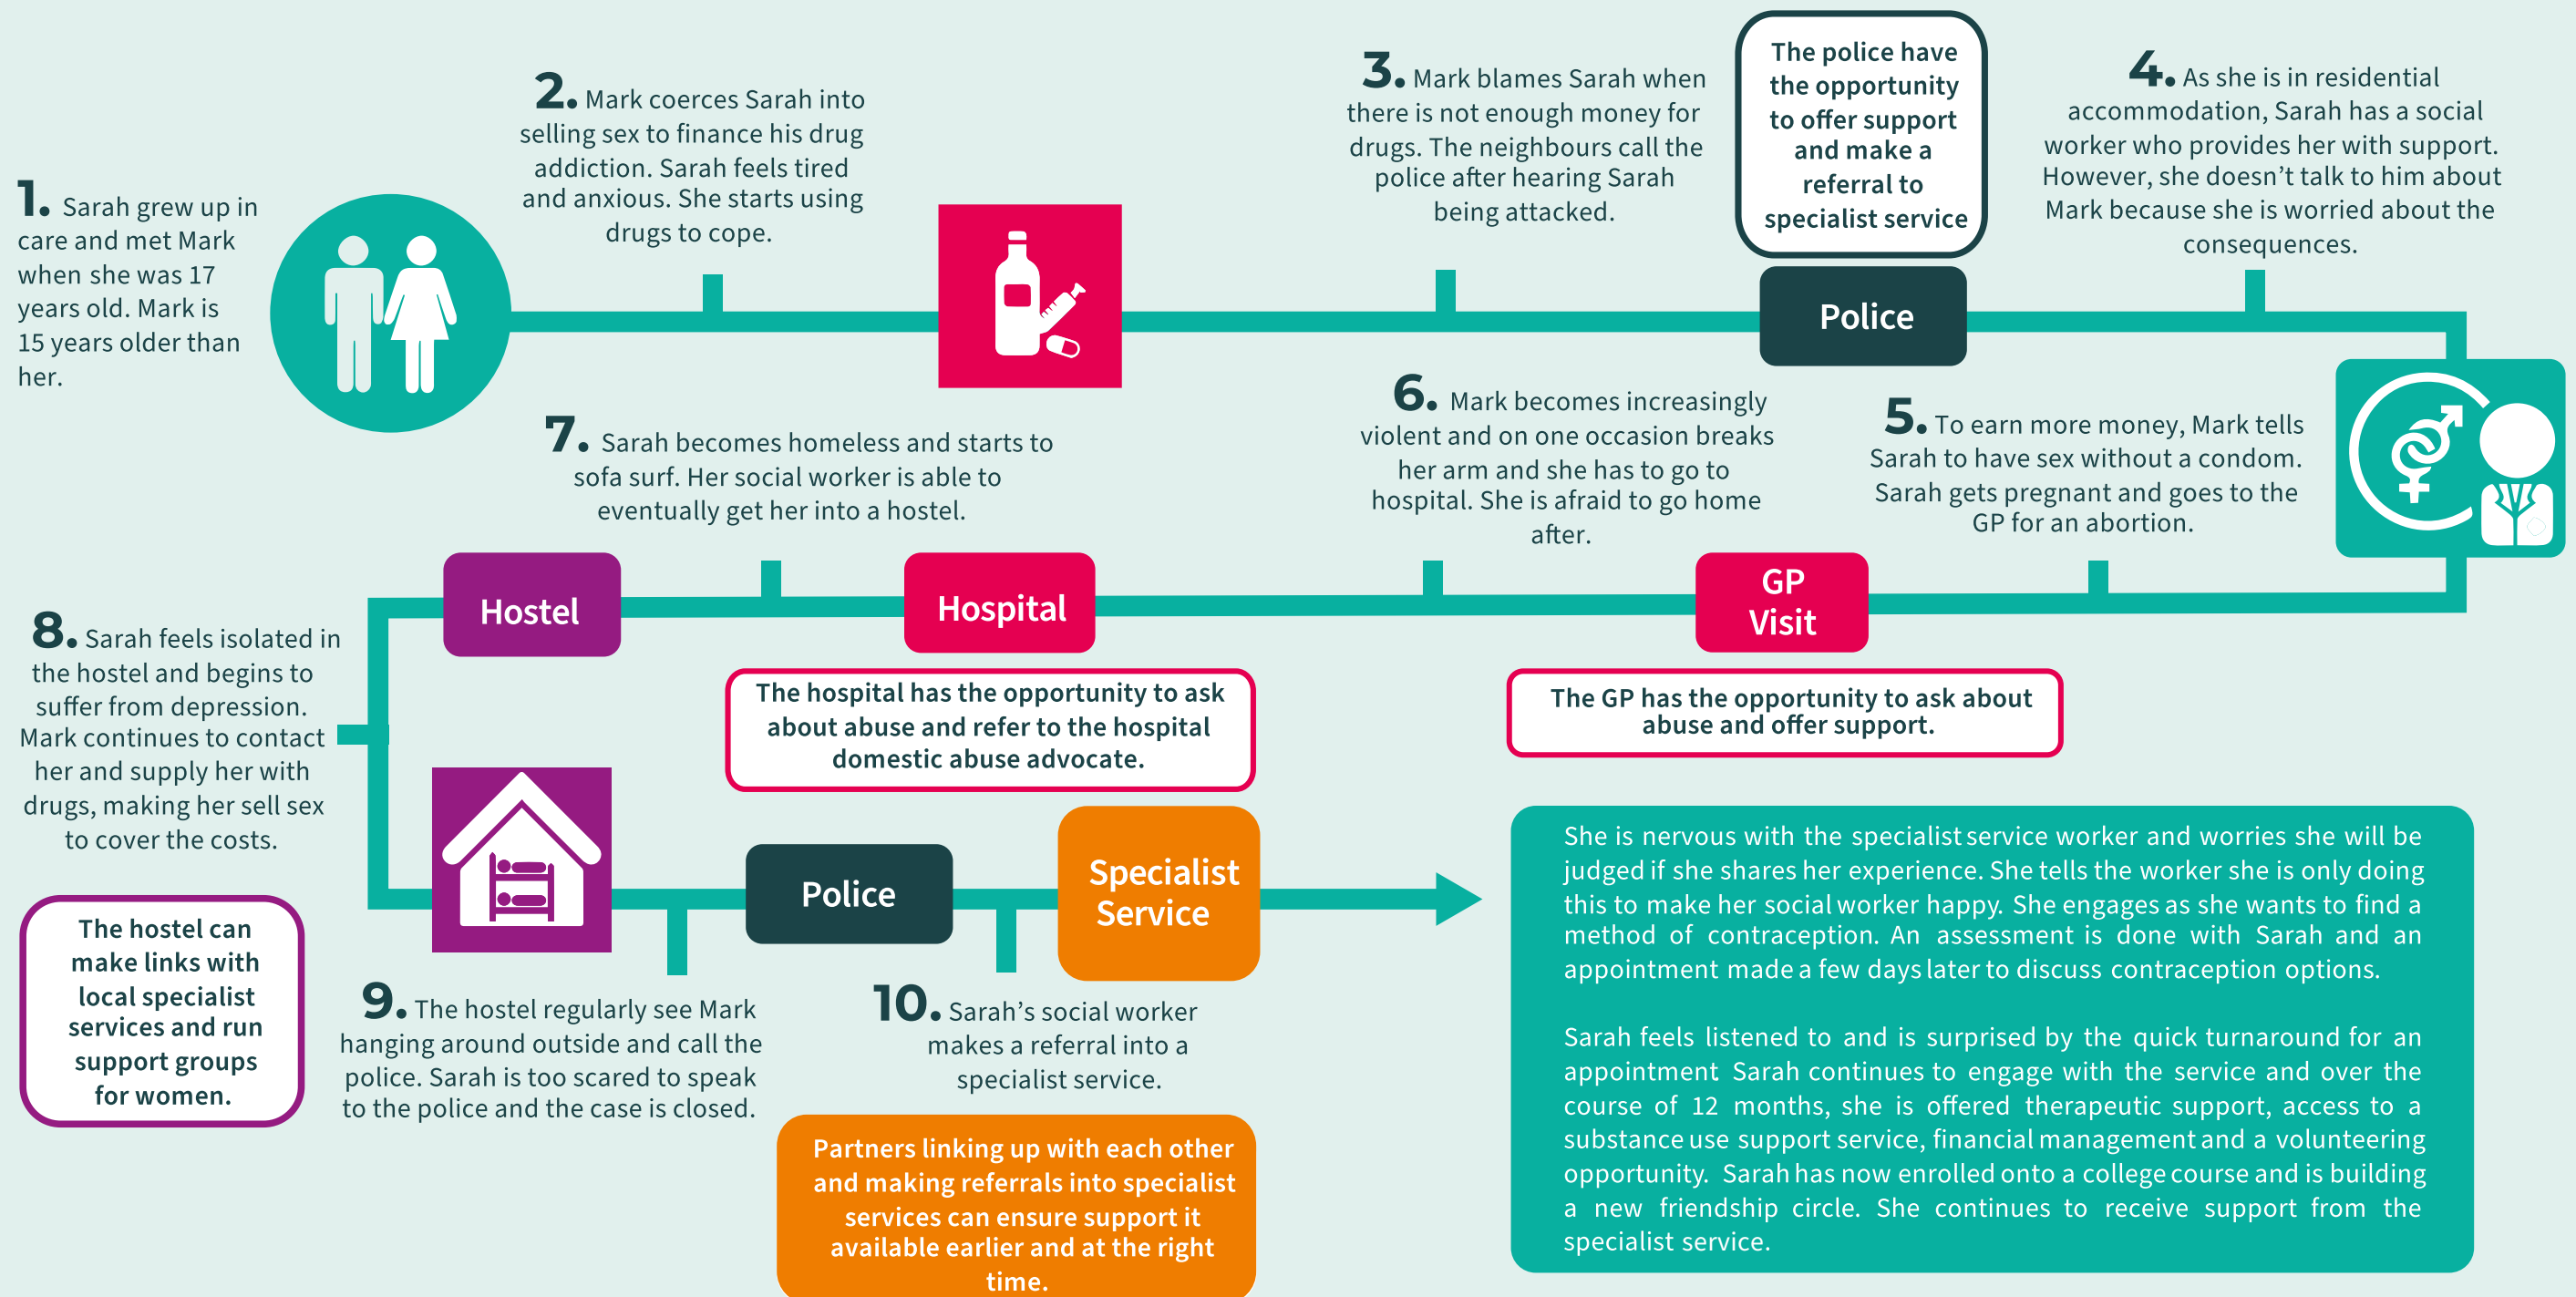 1. Sarah grew up in
care and met Mark
when she was 17
years old. Mark is
15 years older than
her.
2. Mark coerces Sarah into
selling sex to finance his drug
addiction. Sarah feels tired
and anxious. She starts using
drugs to cope.
3. Mark blames Sarah when
there is not enough money for
drugs. The neighbours call the
police after hearing Sarah
being attacked.
The police have
the opportunity
to offer support
and make a
referral to
specialist service
Police
4. As she is in residential
accommodation, Sarah has a social
worker who provides her with support.
However, she doesn't talk to him about
Mark because she is worried about the
consequences.
5. To earn more money, Mark tells
Sarah to have sex without a condom.
Sarah gets pregnant and goes to the
GP for an abortion.
GP
Visit
The GP has the opportunity to ask about
abuse and offer support.
6. Mark becomes increasingly
violent and on one occasion breaks
her arm and she has to go to
hospital. She is afraid to go home
after.
Hospital
The hospital has the opportunity to ask
about abuse and refer to the hospital
domestic abuse advocate.
7. Sarah becomes homeless and starts to
sofa surf. Her social worker is able to
eventually get her into a hostel.
Hostel
8. Sarah feels isolated in
the hostel and begins to
suffer from depression.
Mark continues to contact
her and supply her with
drugs, making her sell sex
to cover the costs.
The hostel can
make links with
local specialist
services and run
support groups
for women.
9. The hostel regularly see Mark
hanging around outside and call the
police. Sarah is too scared to speak
to the police and the case is closed.
Police
10. Sarah's social worker
makes a referral into a
specialist service.
Specialist
Service
Partners linking up with each other
and making referrals into specialist
services can ensure support it
available earlier and at the right
time.
She is nervous with the specialist service worker and worries she will be
judged if she shares her experience. She tells the worker she is only doing
this to make her social worker happy. She engages as she wants to find a
method of contraception. An assessment is done with Sarah and an
appointment made a few days later to discuss contraception options.
Sarah feels listened to and is surprised by the quick turnaround for an
appointment. Sarah continues to engage with the service and over the
course of 12 months, she is offered therapeutic support, access to a
substance use support service, financial management and a volunteering
opportunity. Sarah has now enrolled onto a college course and is building
a new friendship circle. She continues to receive support from the
specialist service.